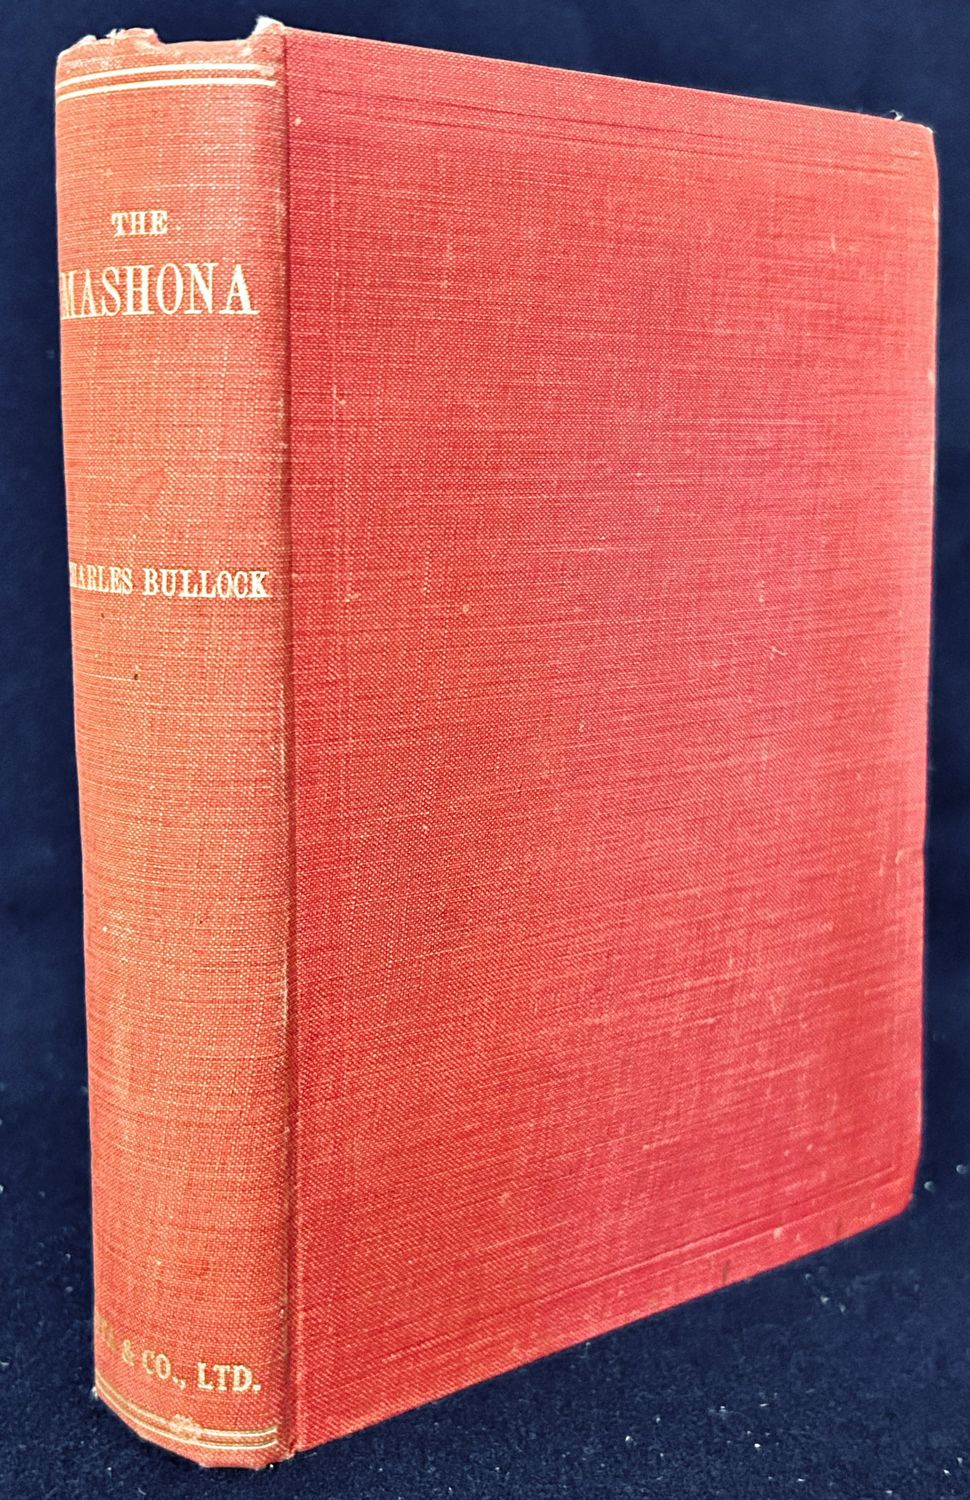 THE
MASHONA
CHARLES BULLOCK
& CO., LTD.